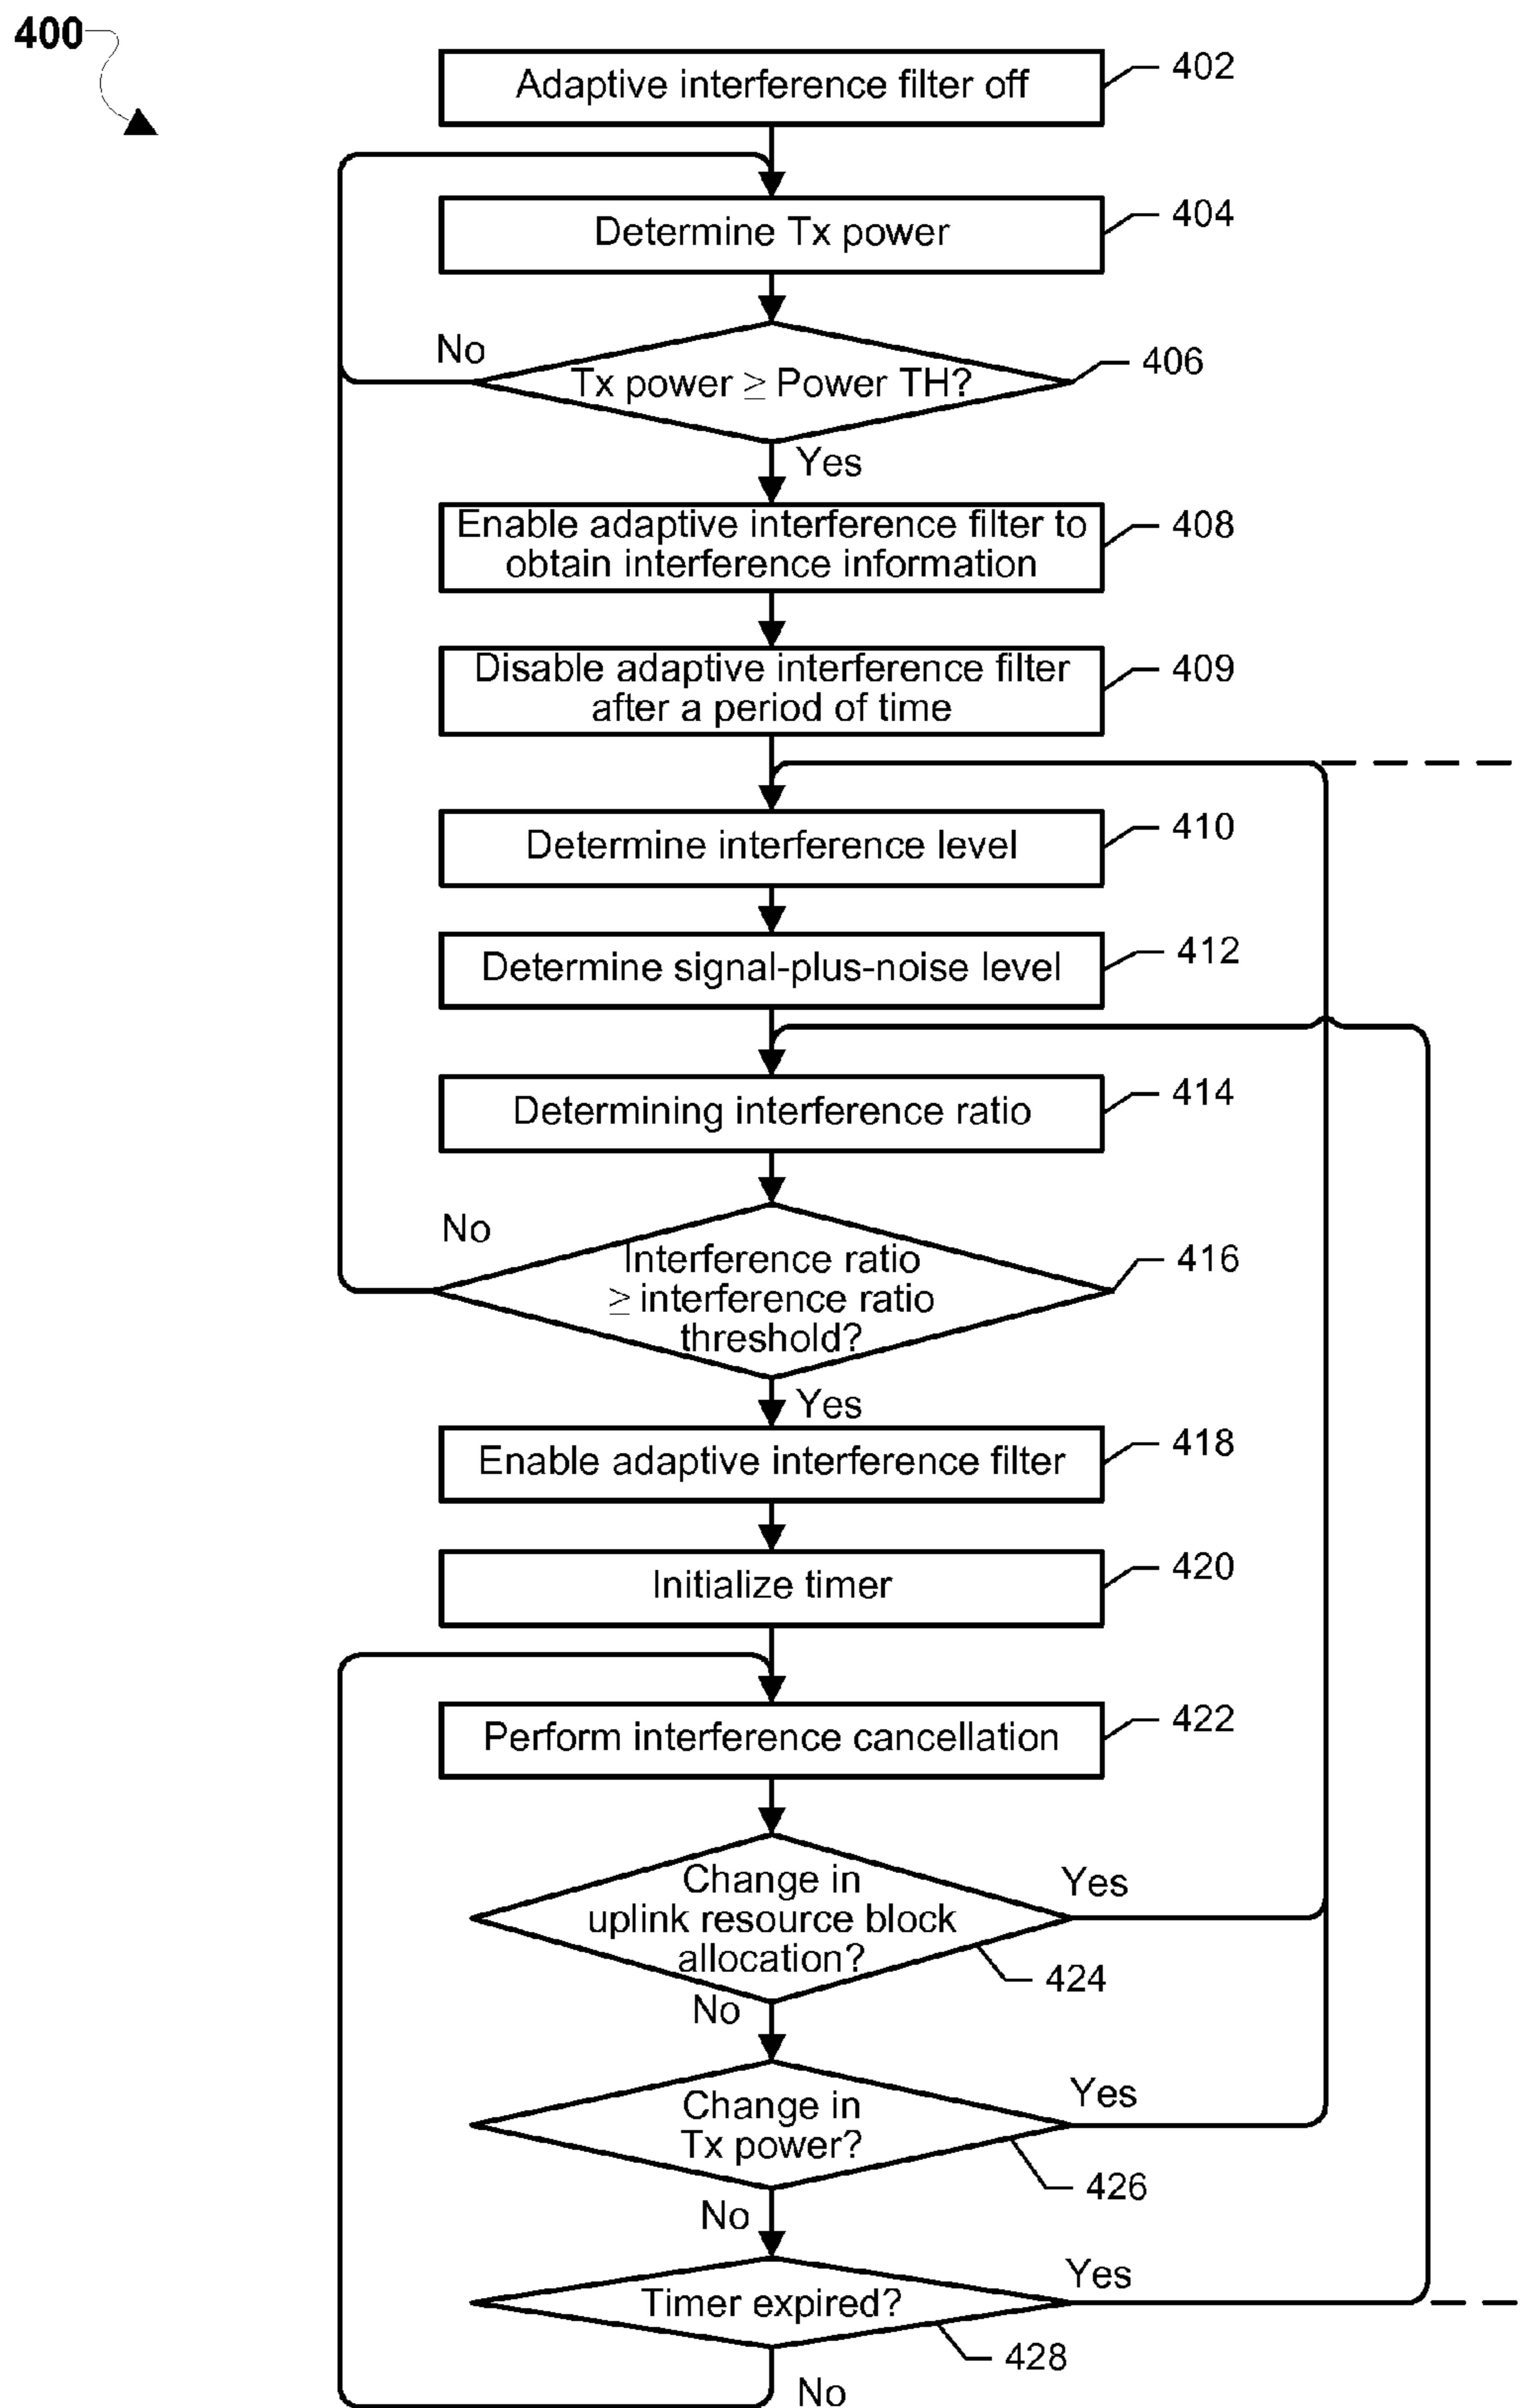 400
Adaptive interference filter off
402
Determine Tx power
404
No
Tx power ≥ Power TH?
406
Yes
Enable adaptive interference filter to
obtain interference information
408
Disable adaptive interference filter
after a period of time
409
Determine interference level
410
Determine signal-plus-noise level
412
Determining interference ratio
414
No
Interference ratio
≥ interference ratio
threshold?
416
Yes
Enable adaptive interference filter
418
Initialize timer
420
Perform interference cancellation
422
Change in
uplink resource block
allocation?
Yes
424
No
Change in
Tx power?
Yes
426
No
Timer expired?
Yes
428
No